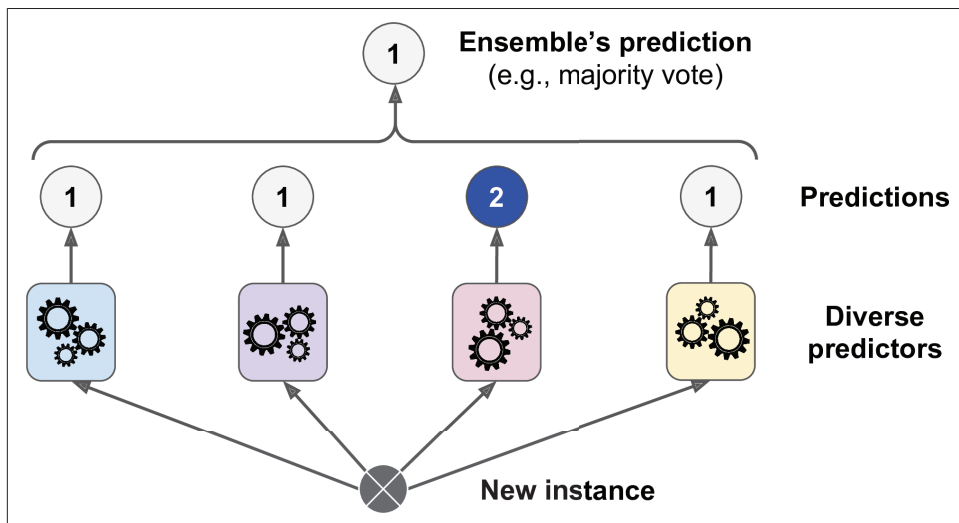 1
Ensemble's prediction
(e.g., majority vote)
1 1 2 1 Predictions
Diverse
predictors
New instance